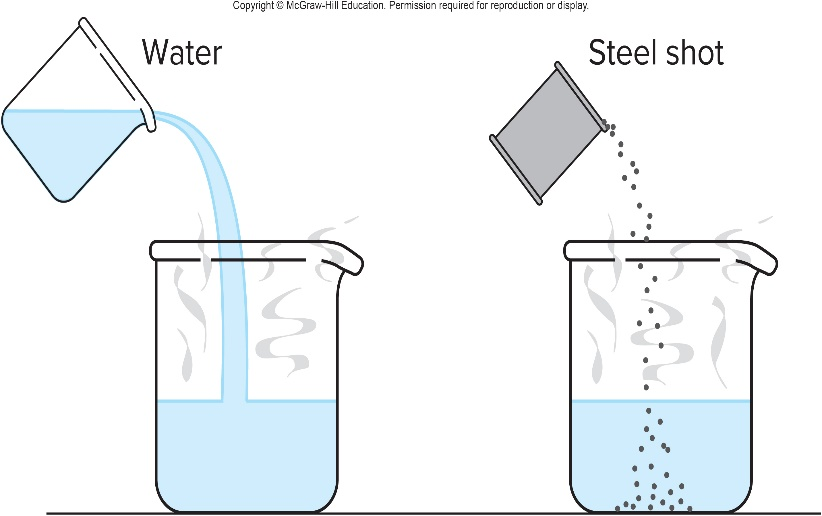 Copyright © McGraw-Hill Education. Permission required for reproduction or display.
Water
Steel shot